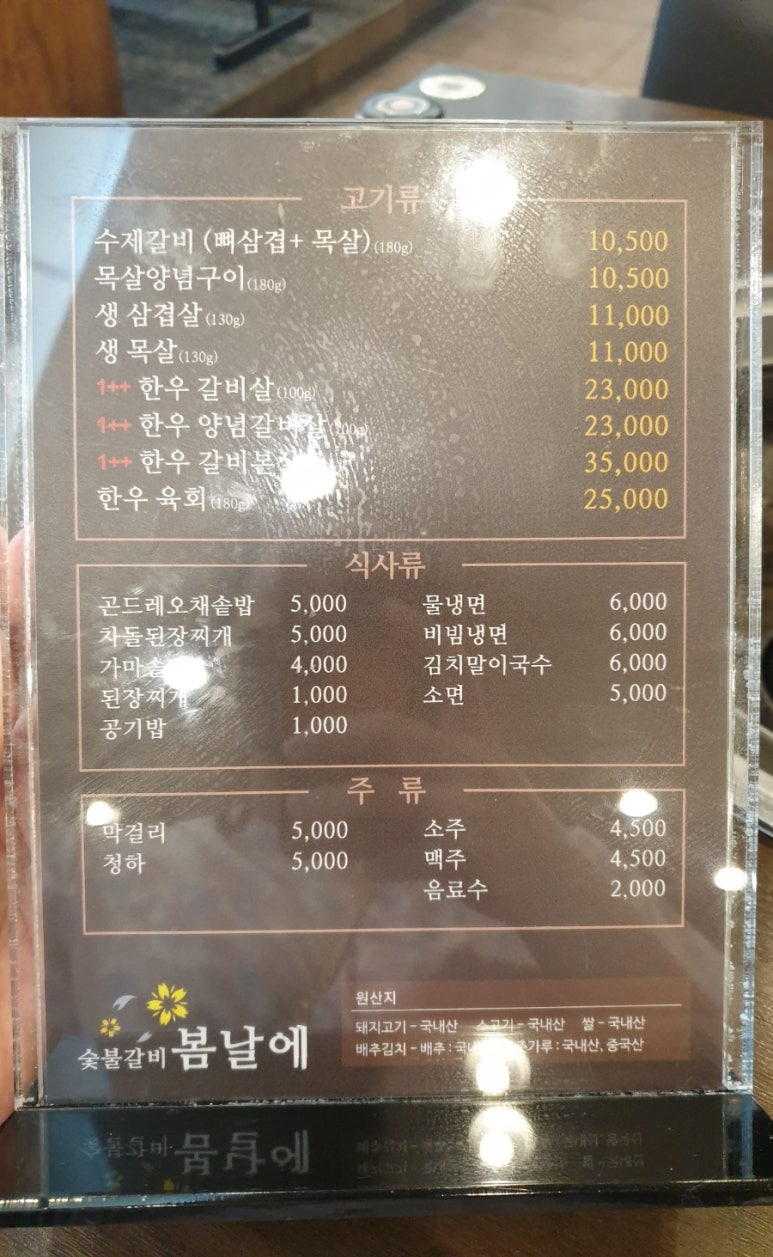 고기류
수제갈비 (뼈삼겹+ 목살) (180g) 10,500
목살양념구이 (180g) 10,500
생 삼겹살 (130g) 11,000
생 목살 (130g) 11,000
1++ 한우 갈비살 (100g) 23,000
1++ 한우 양념갈비살 23,000
1++ 한우 35,000
한우 육회 (180g) 25,000
식사류
곤드레오채솥밥 5,000 물냉면 6,000
차돌된장찌개 5,000 비빔냉면 6,000
4,000 김치말이국수 6,000
된장찌개 1,000 소면 5,000
공기밥 1,000
주 류
막걸리 5,000 소주 4,500
청하 5,000 맥주 4,500
음료수 2,000
숯불갈비 봄날에
원산지
돼지고기 - 국내산 소고기 - 국내산 쌀 - 국내산
배추김치 - 배추 : 국내산, 중국산